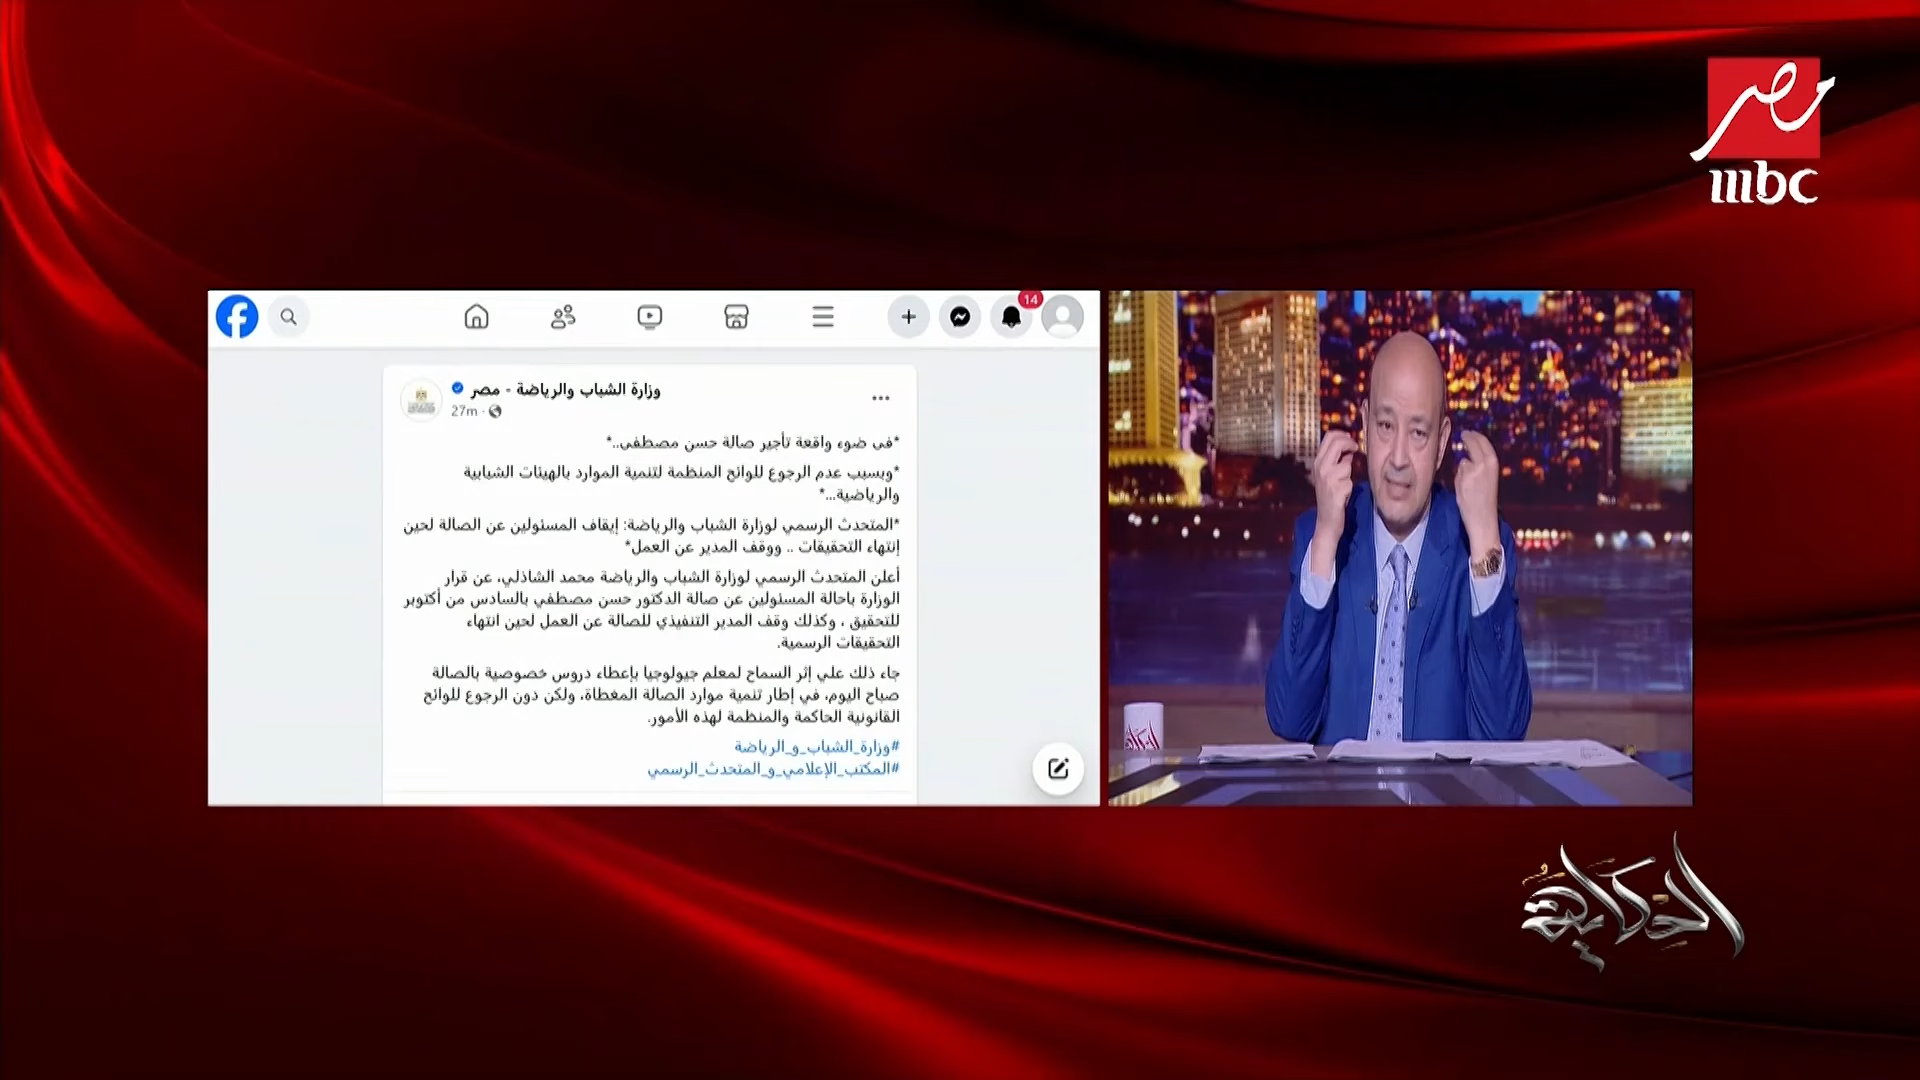 مصر
mbc
14
وزارة الشباب والرياضة - مصر
27m
*فى ضوء واقعة تأجير صالة حسن مصطفى..*
*وبسبب عدم الرجوع للوائح المنظمة لتنمية الموارد بالهيئات الشبابية
والرياضية...*
*المتحدث الرسمي لوزارة الشباب والرياضة: إيقاف المسئولين عن الصالة لحين
إنتهاء التحقيقات .. ووقف المدير عن العمل*
أعلن المتحدث الرسمي لوزارة الشباب والرياضة محمد الشاذلي، عن قرار
الوزارة باحالة المسئولين عن صالة الدكتور حسن مصطفي بالسادس من أكتوبر
للتحقيق ، وكذلك وقف المدير التنفيذي للصالة عن العمل لحين انتهاء
التحقيقات الرسمية.
جاء ذلك علي إثر السماح لمعلم جيولوجيا بإعطاء دروس خصوصية بالصالة
صباح اليوم، في إطار تنمية موارد الصالة المغطاة، ولكن دون الرجوع للوائح
القانونية الحاكمة والمنظمة لهذه الأمور.
#وزارة_الشباب_و_الرياضة
#المكتب_الإعلامي_و_المتحدث_الرسمي
الحكاية